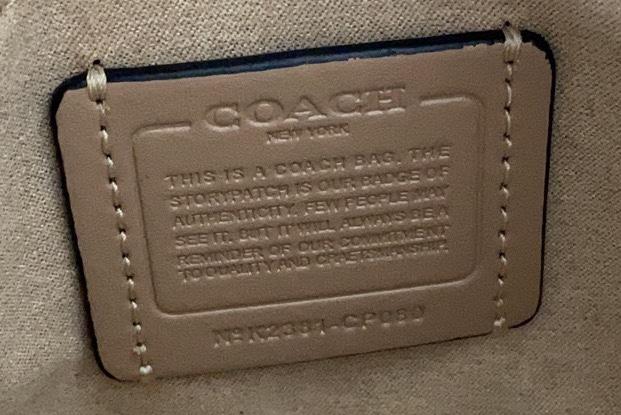 COACH
NEW YORK
THIS IS A COACH BAG. THE
STORYPATCH IS OUR BADGE OF
AUTHENTICITY. FEW PEOPLE MAY
SEE IT. BUT IT WILL ALWAYS BE A
REMINDER OF OUR COMMITMENT
TO QUALITY AND CRAFTSMANSHIP.